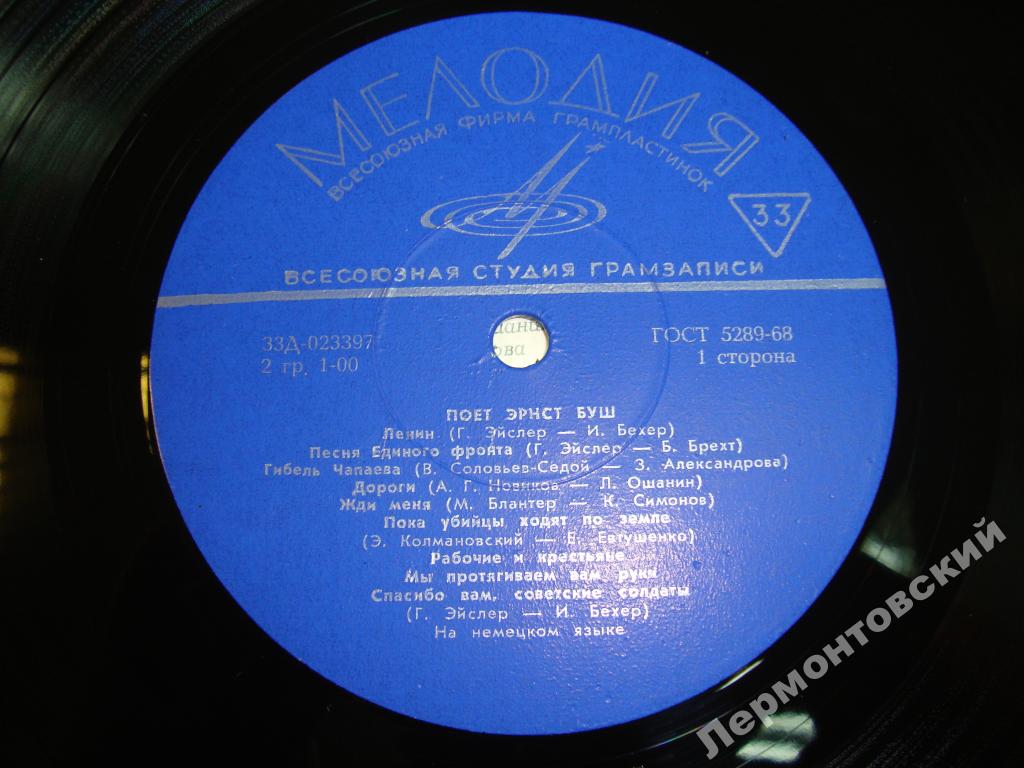 МЕЛОДИЯ
ВСЕСОЮЗНАЯ ФИРМА ГРАМПЛАСТИНОК
33
ВСЕСОЮЗНАЯ СТУДИЯ ГРАМЗАПИСИ
33Д-023397
ГОСТ 5289-68
2 гр. 1-00
1 сторона
ова
ПОЕТ ЭРНСТ БУШ
Ленин (Г. Эйслер — И. Бехер)
Песня Единого фронта (Г. Эйслер — Б. Брехт)
Гибель Чапаева (В. Соловьев-Седой — З. Александрова)
Дороги (А. Г. Новиков — Л. Ошанин)
Жди меня (М. Блантер — К. Симонов)
Пока убийцы ходят по земле
(Э. Колмановский — Е. Евтушенко)
Рабочие и крестьяне
Мы протягиваем вам руки
Спасибо вам, советские солдаты
(Г. Эйслер — И. Бехер)
На немецком языке
Лермонтовский